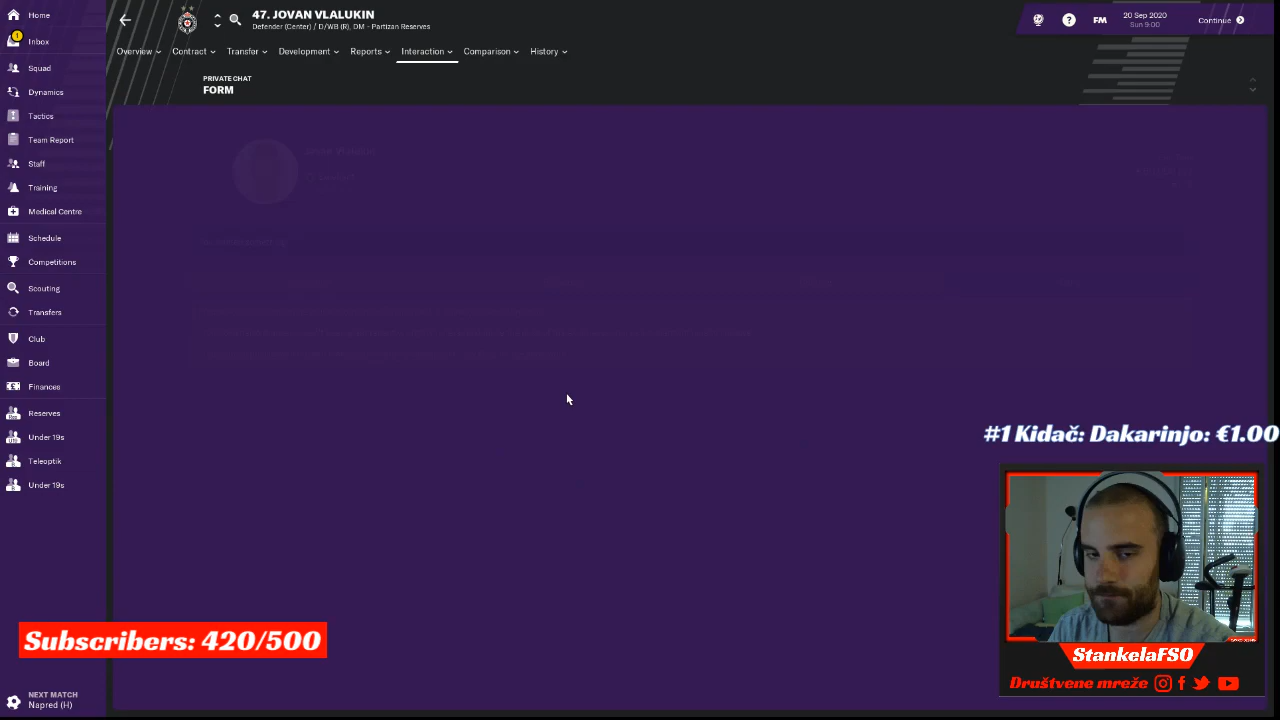 Home
1
Inbox
Squad
Dynamics
Tactics
Team Report
Staff
Training
Medical Centre
Schedule
Competitions
Scouting
Transfers
Club
Board
Finances
Reserves
Under 19s
Teleoptik
Under 19s
NEXT MATCH
Napred (H)
47. JOVAN VLALUKIN
Defender (Center) / D/WB (R), DM - Partizan Reserves
? FM
20 Sep 2020
Sun 9:00
Continue
Overview Contract Transfer Development Reports Interaction Comparison History
PRIVATE CHAT
FORM
#1 Kidač: Dakarinjo: €1.00
Subscribers: 420/500
StankelaFSO
Društvene mreže